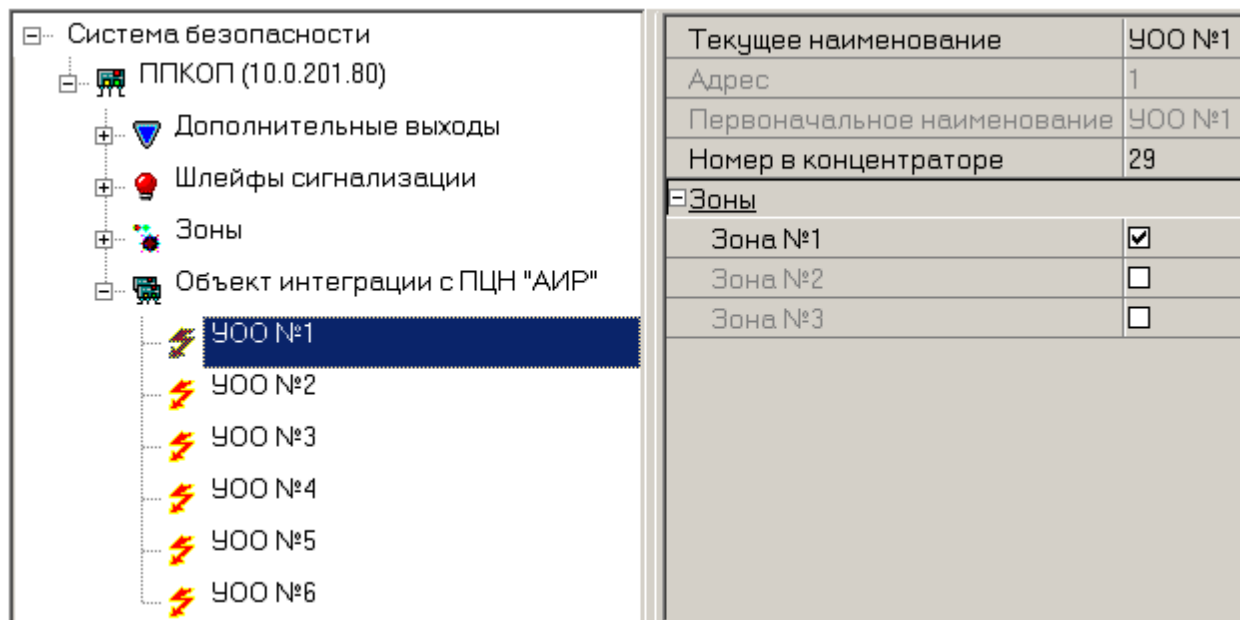 Система безопасности
ППКОП (10.0.201.80)
Дополнительные выходы
Шлейфы сигнализации
Зоны
Объект интеграции с ПЦН "АИР"
УОО №1
УОО №2
УОО №3
УОО №4
УОО №5
УОО №6
Текущее наименование УОО №1
Адрес 1
Первоначальное наименование УОО №1
Номер в концентраторе 29
Зоны
Зона №1
Зона №2
Зона №3